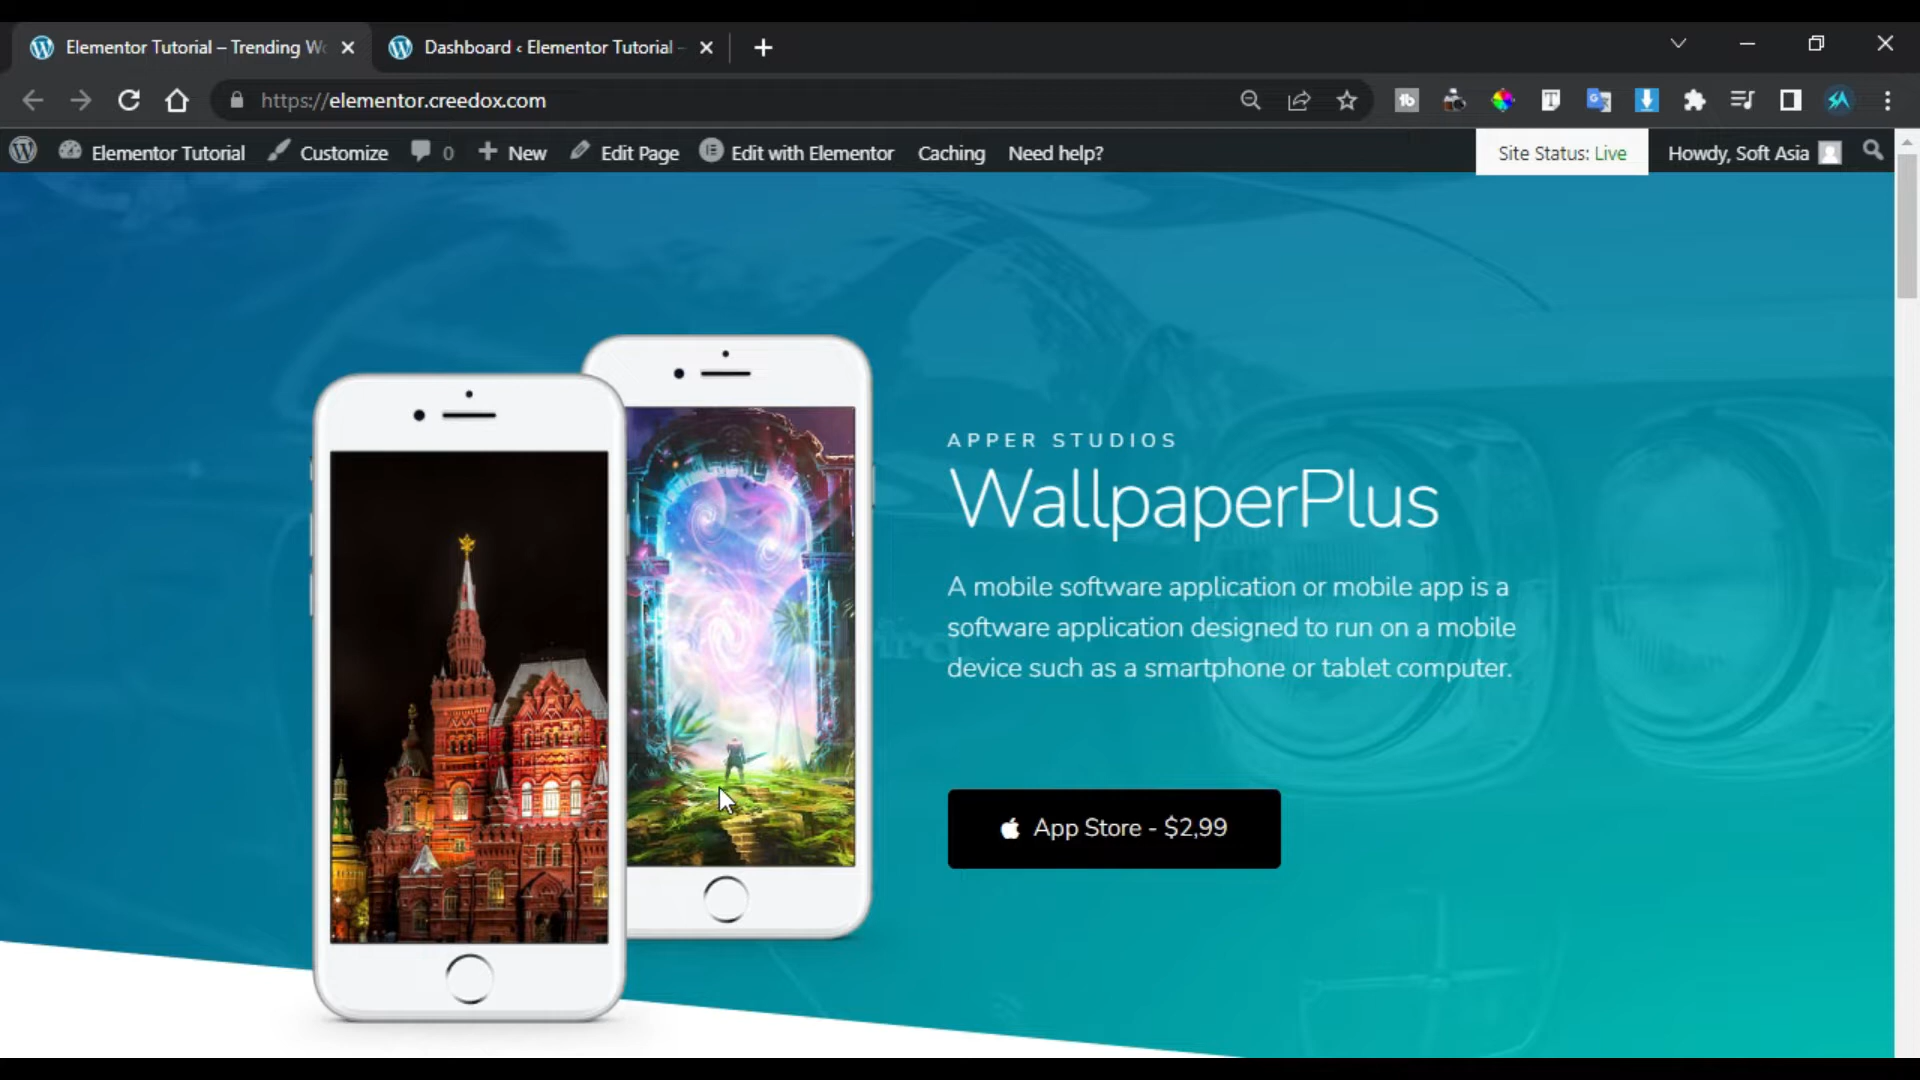 Elementor Tutorial – Trending Wo
Dashboard ‹ Elementor Tutorial –
https://elementor.creedox.com
Elementor Tutorial
Customize
0
New
Edit Page
Edit with Elementor
Caching
Need help?
Site Status: Live
Howdy, Soft Asia
APPER STUDIOS
WallpaperPlus
A mobile software application or mobile app is a
software application designed to run on a mobile
device such as a smartphone or tablet computer.
App Store - $2,99